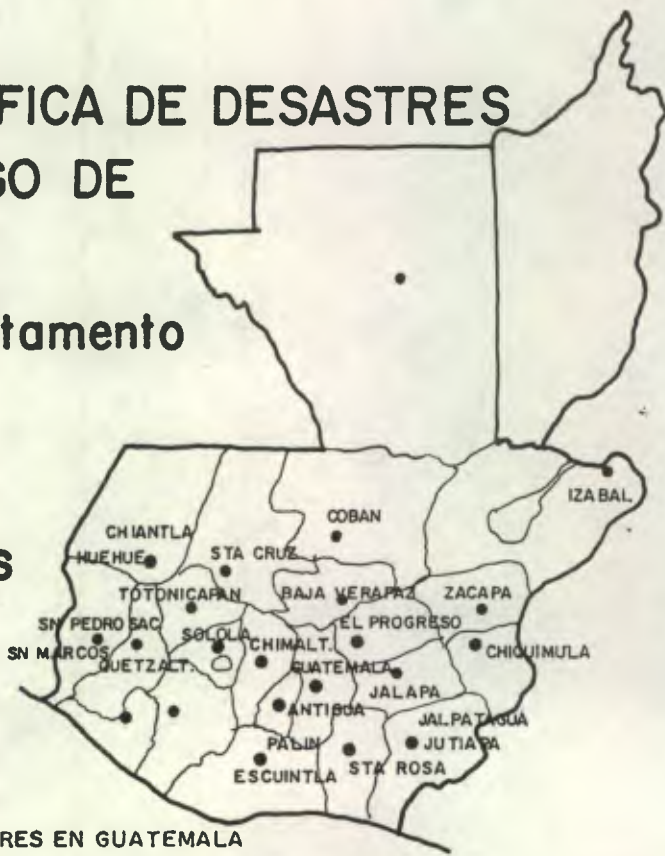 FICA DE DESASTRES
GO DE
tamento
S
IZABAL
COBAN
CHIANTLA
HUEHUE
STA CRUZ
TOTONICAPAN
BAJA VERAPAZ
ZACAPA
SN PEDRO SAC.
EL PROGRESO
SOLOLA
CHIMALT.
SN MARCOS
QUETZALT.
GUATEMALA
CHIQUIMULA
JALAPA
ANTIGUA
JALPATAGUA
PALIN
JUTIAPA
ESCUINTLA
STA ROSA
RES EN GUATEMALA